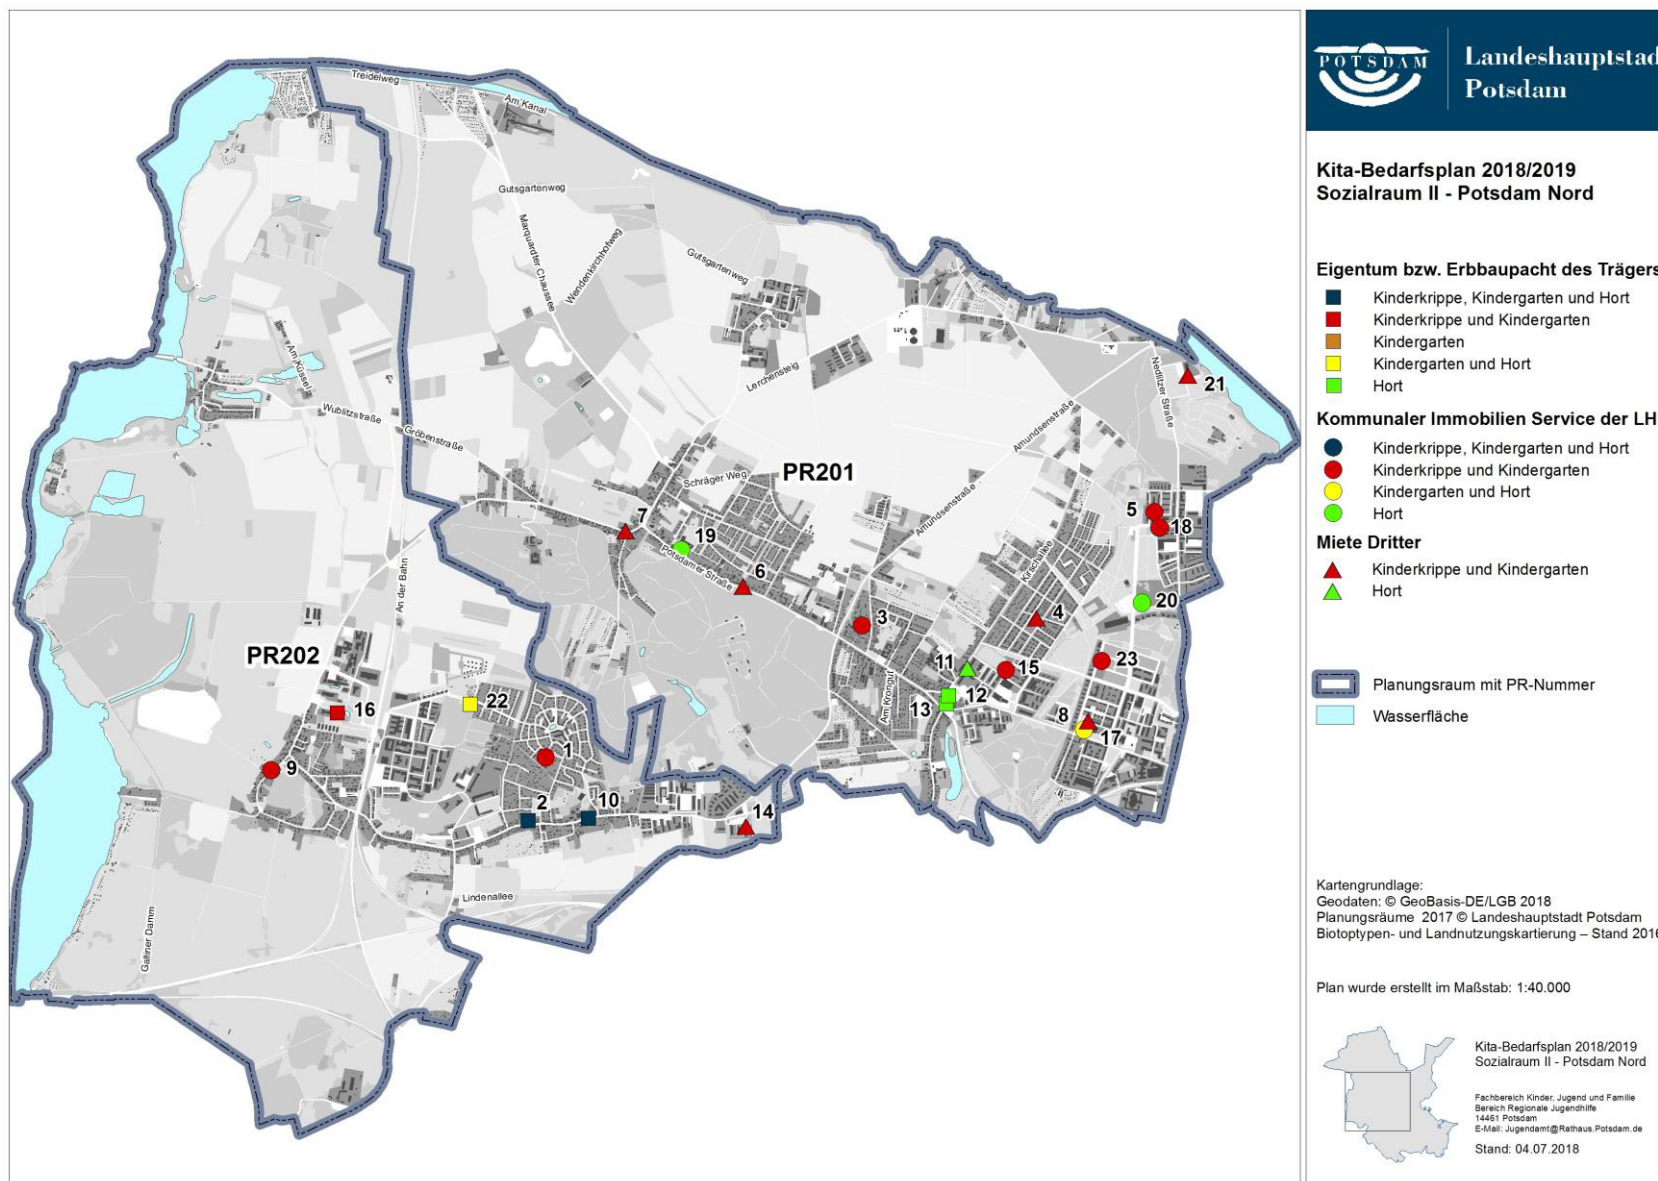 POTSDAM
Landeshauptstad
Potsdam
Kita-Bedarfsplan 2018/2019
Sozialraum II - Potsdam Nord
Eigentum bzw. Erbbaupacht des Trägers
Kinderkrippe, Kindergarten und Hort
Kinderkrippe und Kindergarten
Kindergarten
Kindergarten und Hort
Hort
Kommunaler Immobilien Service der LH
Kinderkrippe, Kindergarten und Hort
Kinderkrippe und Kindergarten
Kindergarten und Hort
Hort
Miete Dritter
Kinderkrippe und Kindergarten
Hort
Planungsraum mit PR-Nummer
Wasserfläche
Kartengrundlage:
Geodaten: © GeoBasis-DE/LGB 2018
Planungsräume 2017 © Landeshauptstadt Potsdam
Biotoptypen- und Landnutzungskartierung – Stand 2016
Plan wurde erstellt im Maßstab: 1:40.000
Kita-Bedarfsplan 2018/2019
Sozialraum II - Potsdam Nord
Fachbereich Kinder, Jugend und Familie
Bereich Regionale Jugendhilfe
14461 Potsdam
E-Mail: Jugendamt@Rathaus.Potsdam.de
Stand: 04.07.2018
Treidelweg
Am Kanal
Gutsgartenweg
Marquardter Chaussee
Wendenkirchhofweg
Gutsgartenweg
Lerchensteig
Am Küssel
Wublitzstraße
Gröbenstraße
Nedlitzer Straße
21
Amundsenstraße
Schräger Weg
PR201
Amundsenstraße
5
18
7
19
Potsdamer Straße
6
Kirschallee
An der Bahn
20
3
4
PR202
11
15
23
Am Krongut
12
13
22
16
8
17
9
1
2
10
14
Lindenallee
Galliner Damm